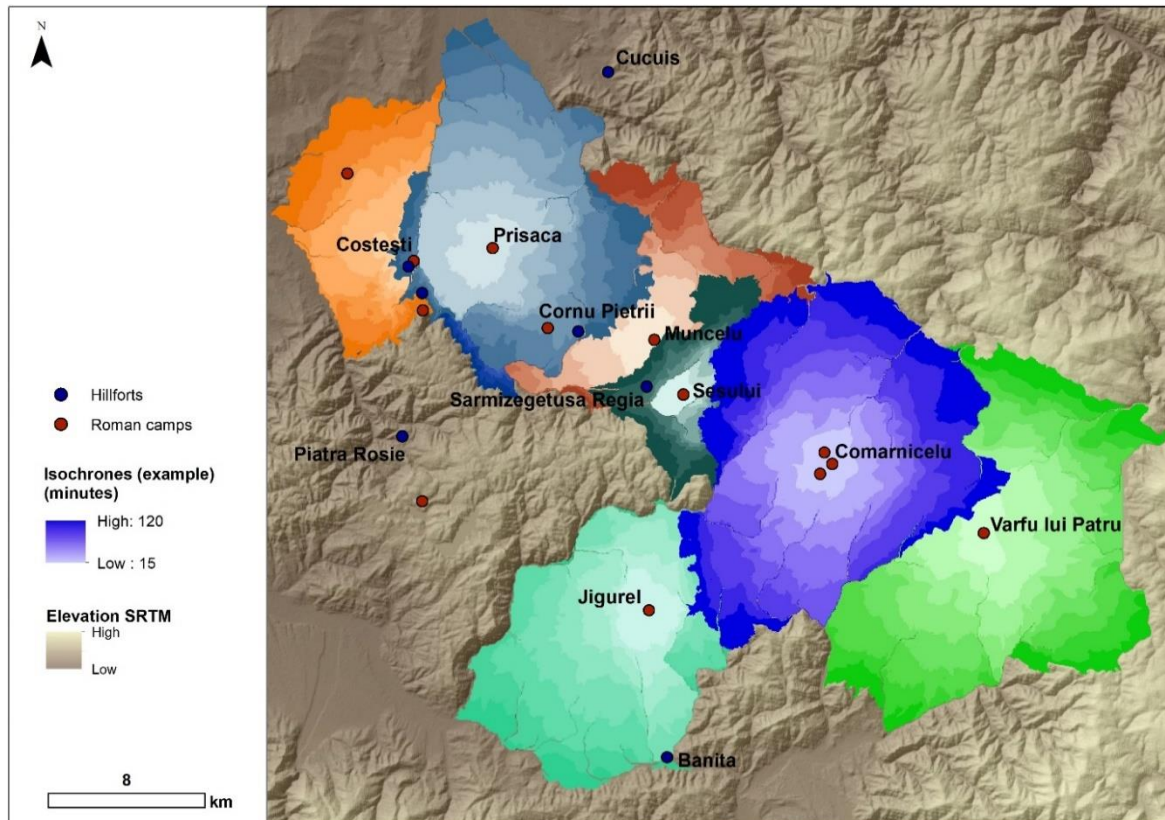 N
Cucuis
Costești
Prisaca
Cornu Pietrii
Muncelu
Sarmizegetusa Regia
Sesului
Piatra Rosie
Comarnicelu
Varfu lui Patru
Jigurel
Banita
Hillforts
Roman camps
Isochrones (example)
(minutes)
High: 120
Low : 15
Elevation SRTM
High
Low
8
km